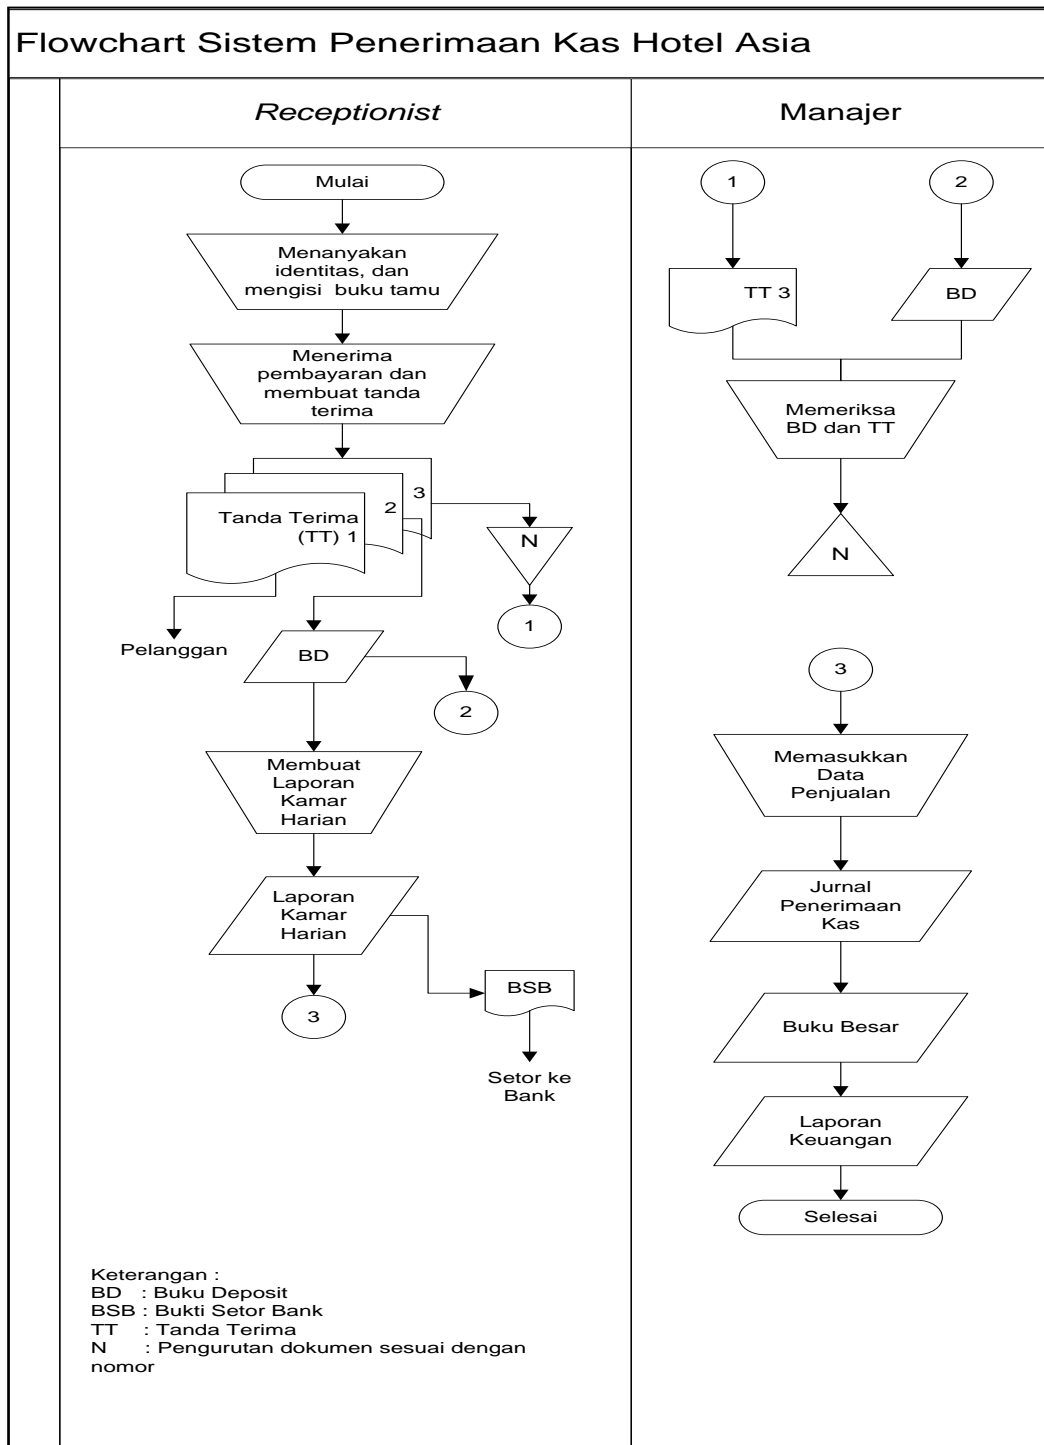 Flowchart Sistem Penerimaan Kas Hotel Asia
Receptionist
Manajer
Mulai
Menanyakan
identitas, dan
mengisi buku tamu
Menerima
pembayaran dan
membuat tanda
terima
3
2
Tanda Terima
(TT) 1
N
1
Pelanggan
BD
2
Membuat
Laporan
Kamar
Harian
Laporan
Kamar
Harian
BSB
3
Setor ke
Bank
Keterangan :
BD : Buku Deposit
BSB : Bukti Setor Bank
TT : Tanda Terima
N : Pengurutan dokumen sesuai dengan
nomor
1
2
TT 3
BD
Memeriksa
BD dan TT
N
3
Memasukkan
Data
Penjualan
Jurnal
Penerimaan
Kas
Buku Besar
Laporan
Keuangan
Selesai